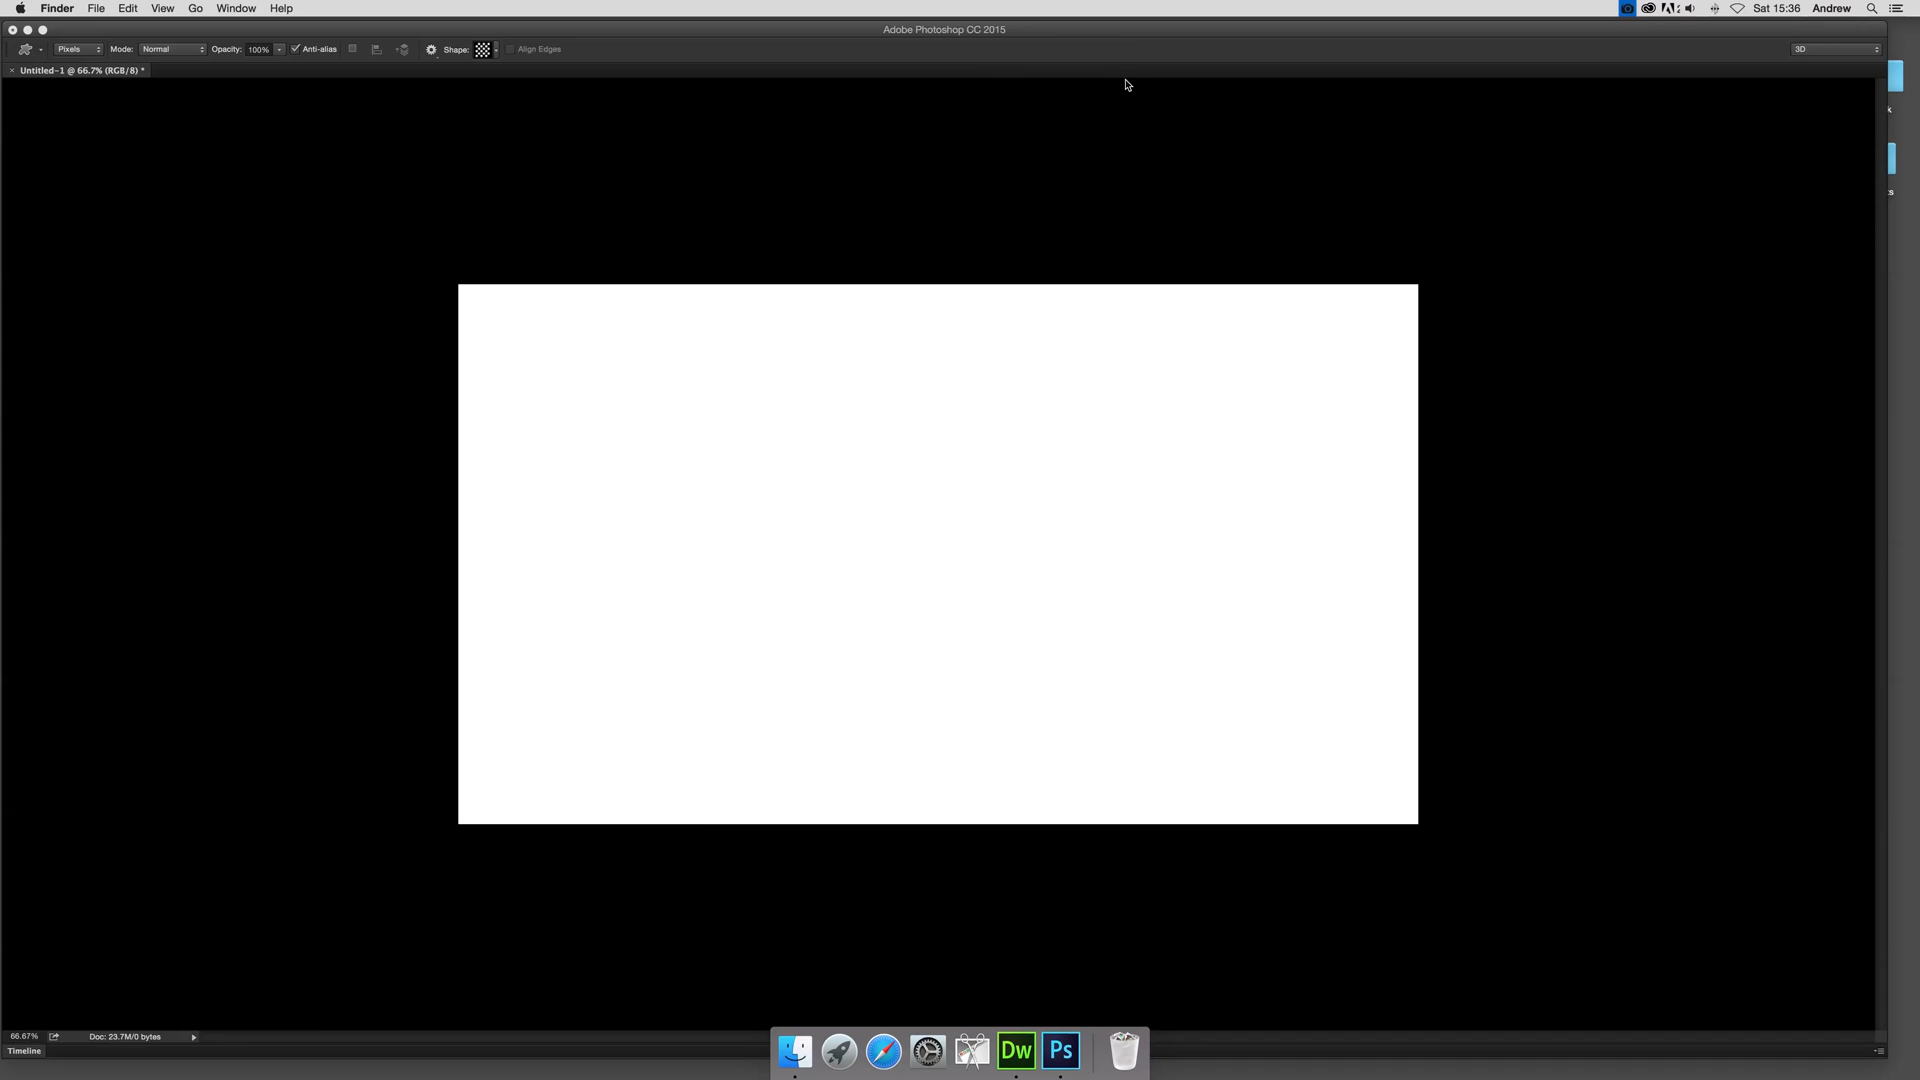 Finder File Edit View Go Window Help Sat 15:36 Andrew
Adobe Photoshop CC 2015
Pixels Mode: Normal Opacity: 100% Anti-alias Shape: Align Edges 3D
× Untitled-1 @ 66.7% (RGB/8) *
k
ts
66.67% Doc: 23.7M/0 bytes
Timeline
Dw Ps